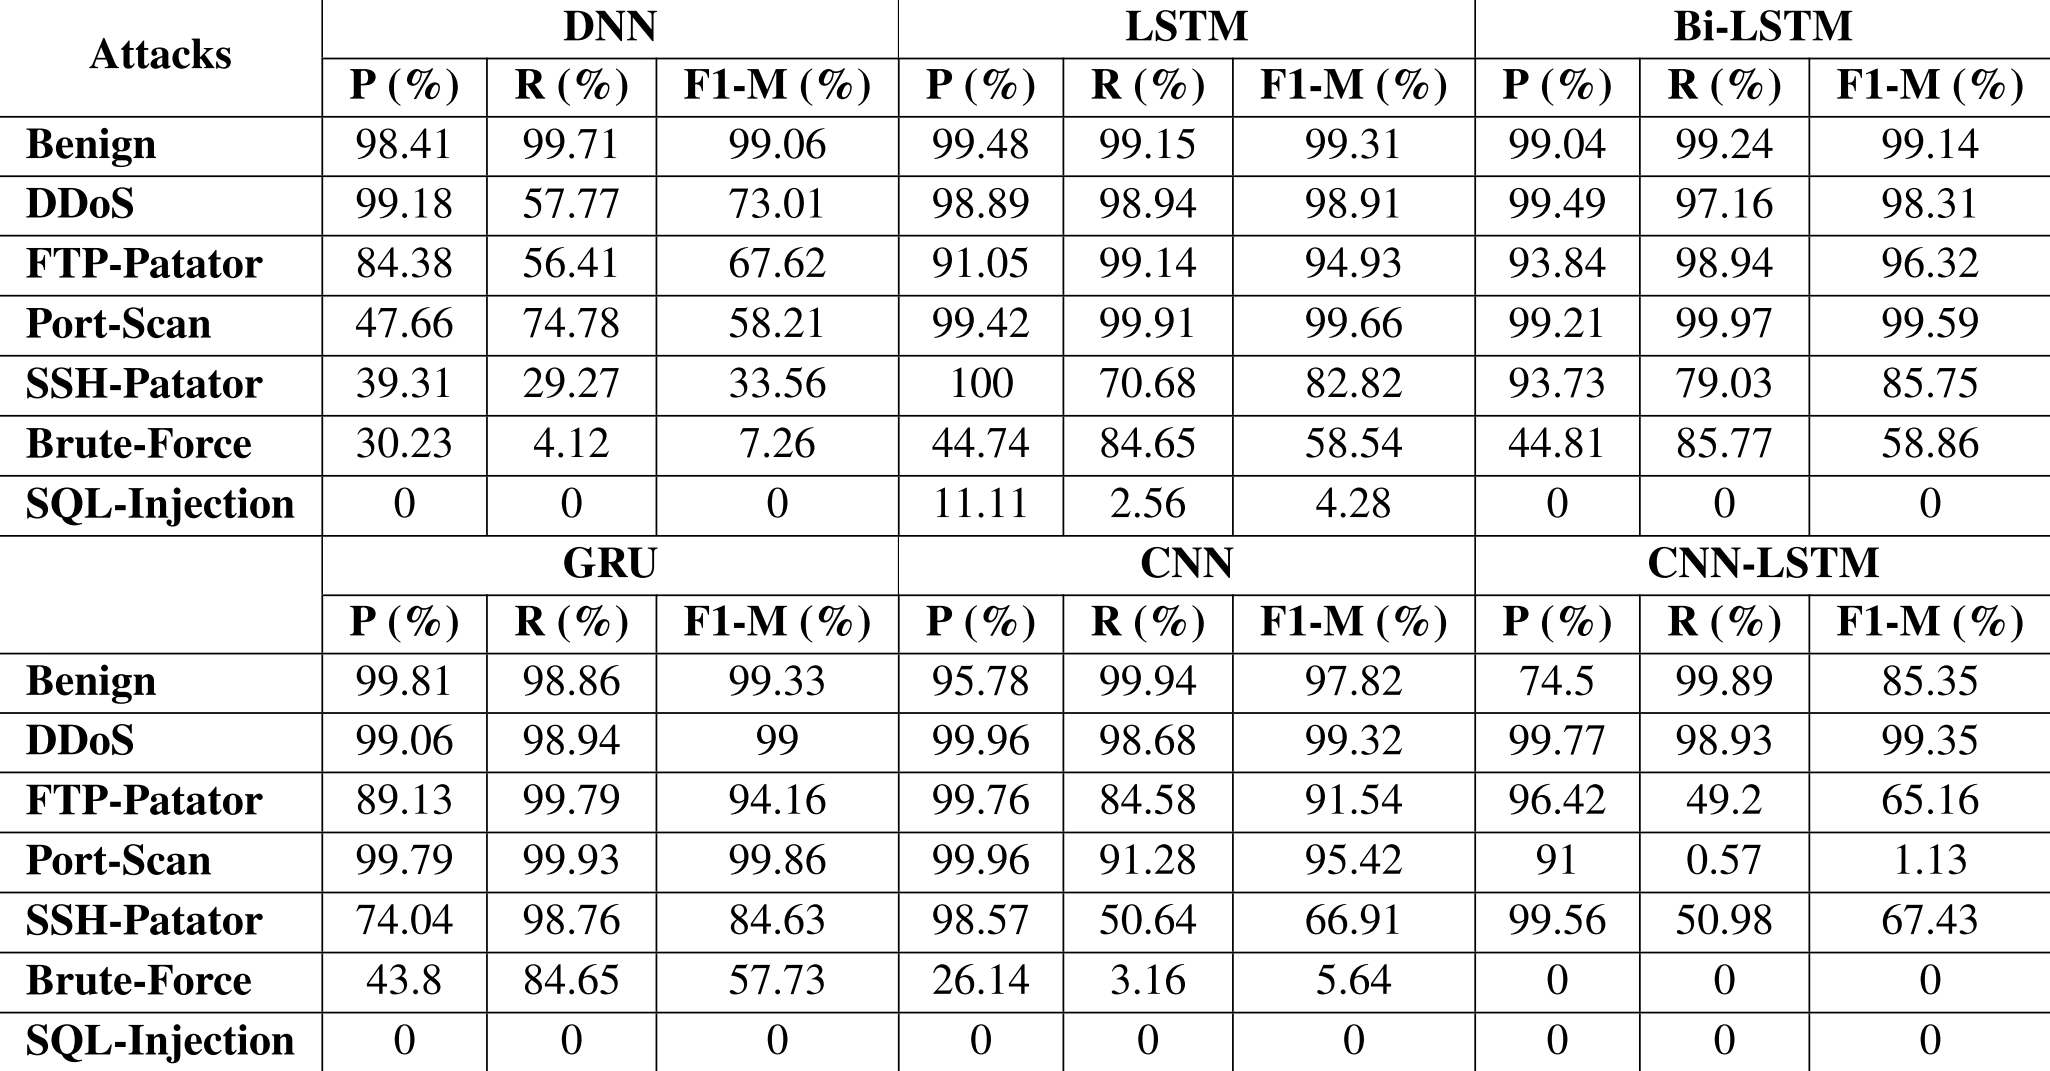 Attacks DNN LSTM Bi-LSTM
P (%) R (%) F1-M (%) P (%) R (%) F1-M (%) P (%) R (%) F1-M (%)
Benign 98.41 99.71 99.06 99.48 99.15 99.31 99.04 99.24 99.14
DDoS 99.18 57.77 73.01 98.89 98.94 98.91 99.49 97.16 98.31
FTP-Patator 84.38 56.41 67.62 91.05 99.14 94.93 93.84 98.94 96.32
Port-Scan 47.66 74.78 58.21 99.42 99.91 99.66 99.21 99.97 99.59
SSH-Patator 39.31 29.27 33.56 100 70.68 82.82 93.73 79.03 85.75
Brute-Force 30.23 4.12 7.26 44.74 84.65 58.54 44.81 85.77 58.86
SQL-Injection 0 0 0 11.11 2.56 4.28 0 0 0
GRU CNN CNN-LSTM
P (%) R (%) F1-M (%) P (%) R (%) F1-M (%) P (%) R (%) F1-M (%)
Benign 99.81 98.86 99.33 95.78 99.94 97.82 74.5 99.89 85.35
DDoS 99.06 98.94 99 99.96 98.68 99.32 99.77 98.93 99.35
FTP-Patator 89.13 99.79 94.16 99.76 84.58 91.54 96.42 49.2 65.16
Port-Scan 99.79 99.93 99.86 99.96 91.28 95.42 91 0.57 1.13
SSH-Patator 74.04 98.76 84.63 98.57 50.64 66.91 99.56 50.98 67.43
Brute-Force 43.8 84.65 57.73 26.14 3.16 5.64 0 0 0
SQL-Injection 0 0 0 0 0 0 0 0 0